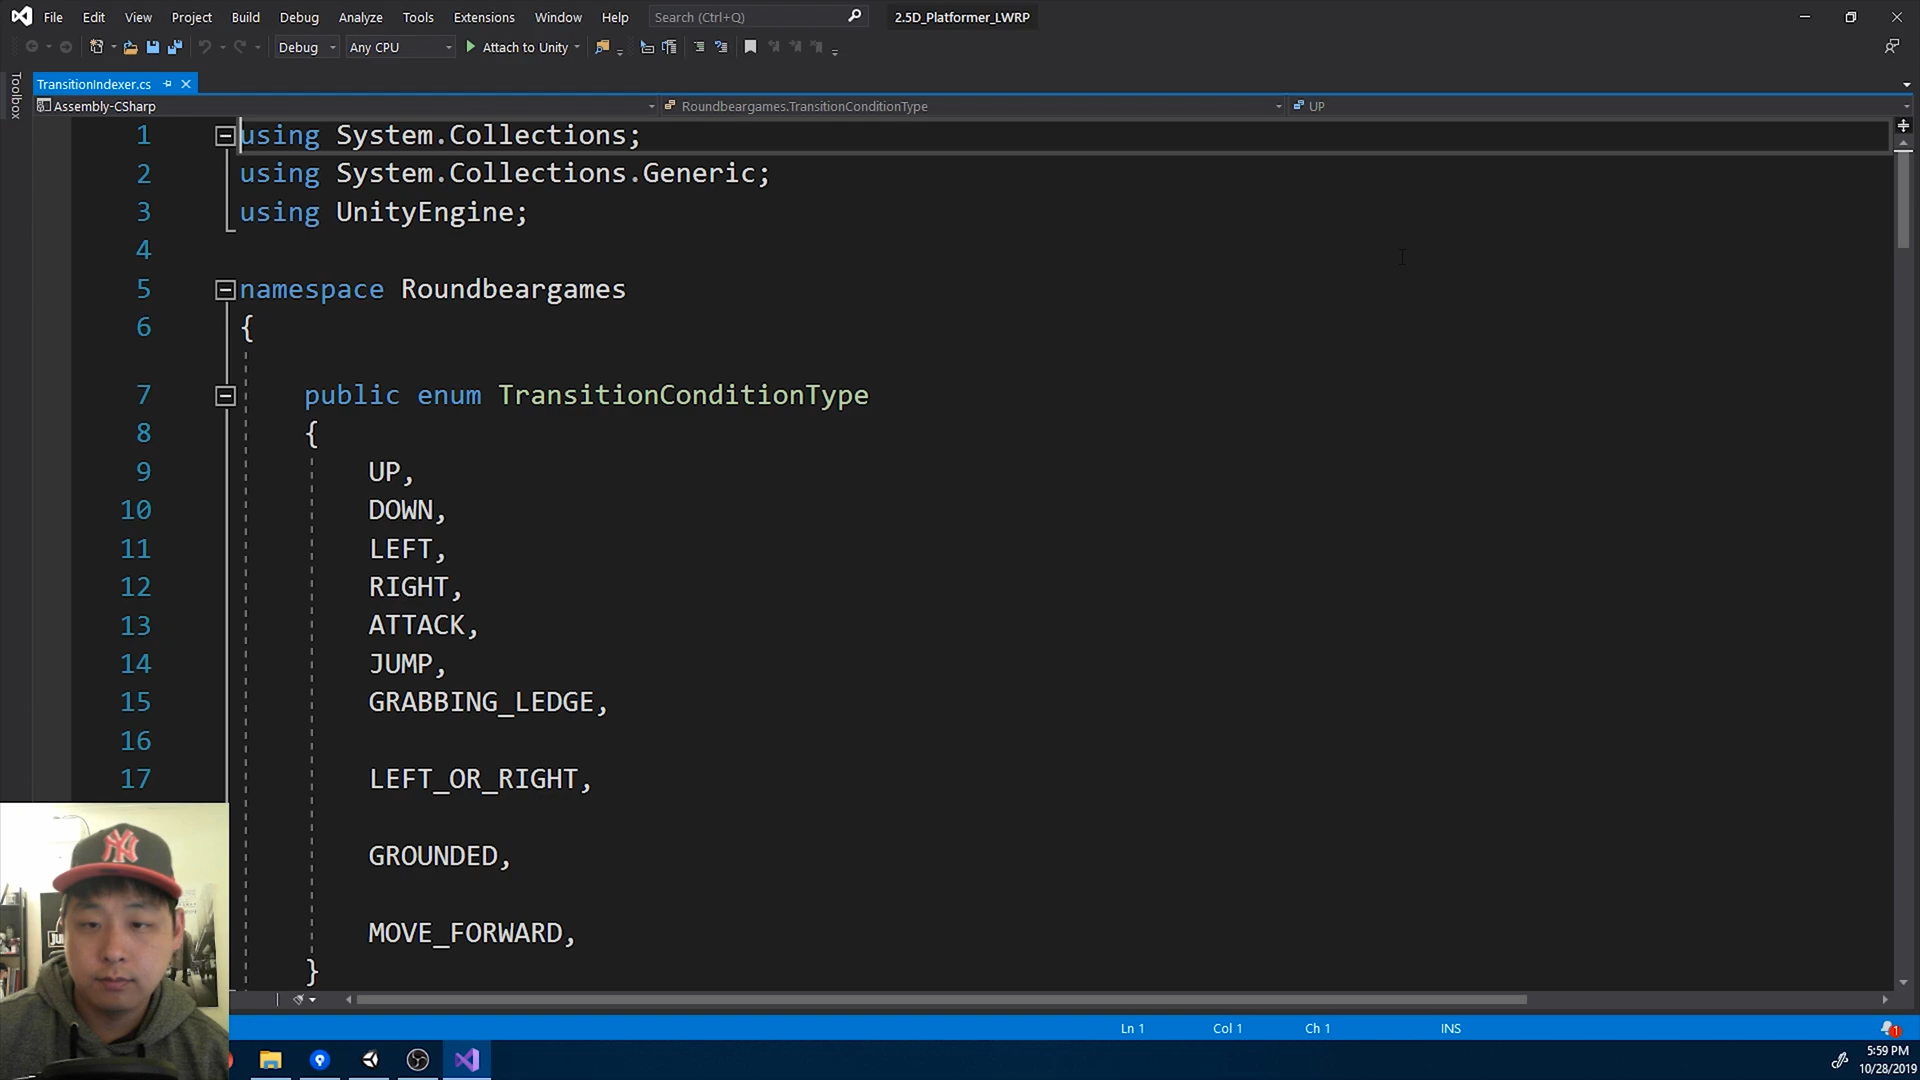 File Edit View Project Build Debug Analyze Tools Extensions Window Help Search (Ctrl+Q) 2.5D_Platformer_LWRP
Debug Any CPU Attach to Unity
Toolbox
TransitionIndexer.cs
Assembly-CSharp Roundbeargames.TransitionConditionType UP
1 using System.Collections;
2 using System.Collections.Generic;
3 using UnityEngine;
4
5 namespace Roundbeargames
6 {
7 public enum TransitionConditionType
8 {
9 UP,
10 DOWN,
11 LEFT,
12 RIGHT,
13 ATTACK,
14 JUMP,
15 GRABBING_LEDGE,
16
17 LEFT_OR_RIGHT,
GROUNDED,
MOVE_FORWARD,
}
Ln 1 Col 1 Ch 1 INS 1
5:59 PM
10/28/2019